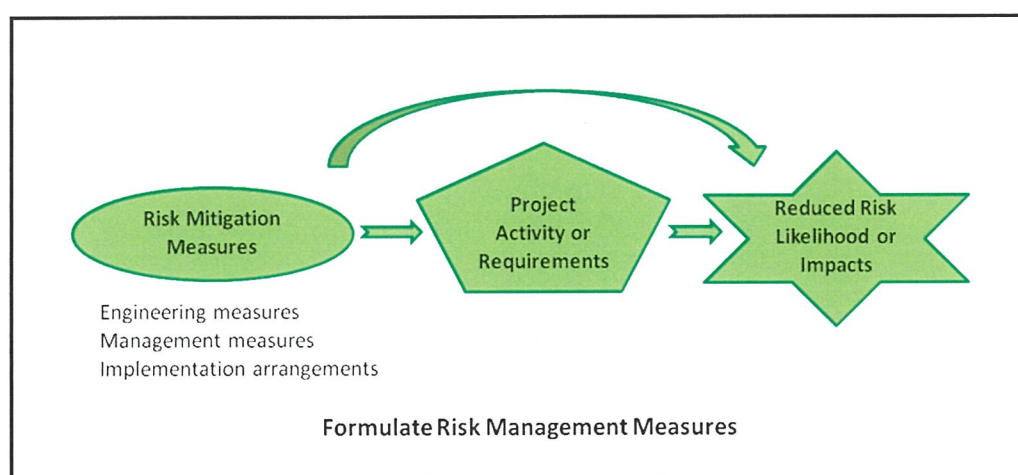 Risk Mitigation
Measures
Project
Activity or
Requirements
Reduced Risk
Likelihood or
Impacts
Engineering measures
Management measures
Implementation arrangements
Formulate Risk Management Measures